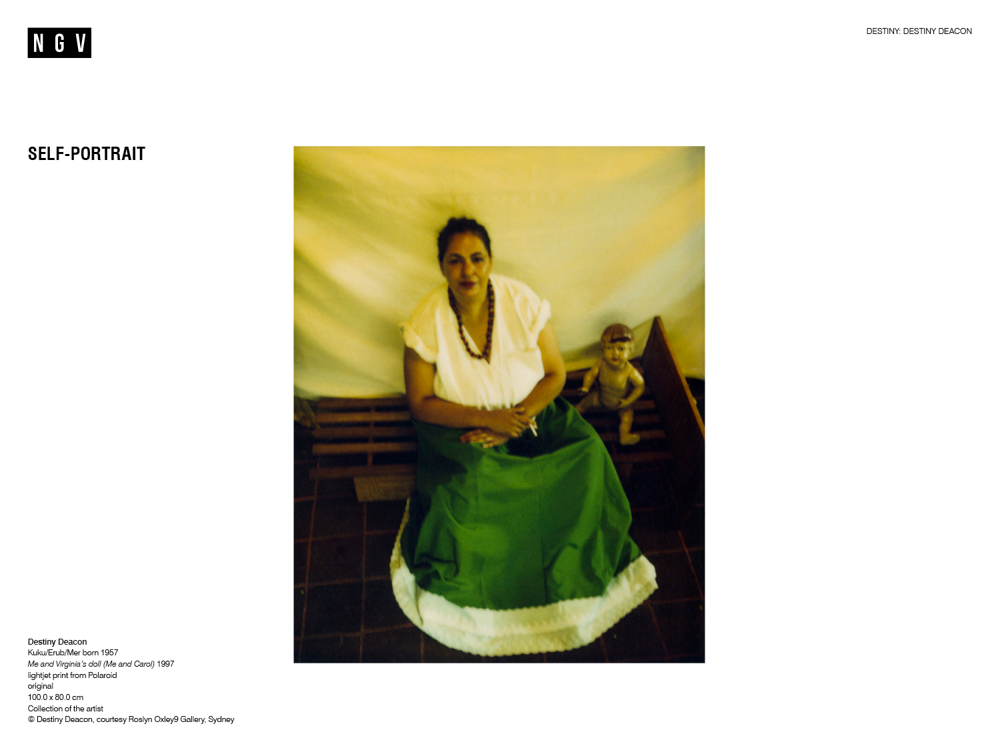 NGV
DESTINY: DESTINY DEACON
SELF-PORTRAIT
Destiny Deacon
Kuku/Erub/Mer born 1957
Me and Virginia's doll (Me and Carol) 1997
lightjet print from Polaroid
original
100.0 x 80.0 cm
Collection of the artist
© Destiny Deacon, courtesy Roslyn Oxley9 Gallery, Sydney